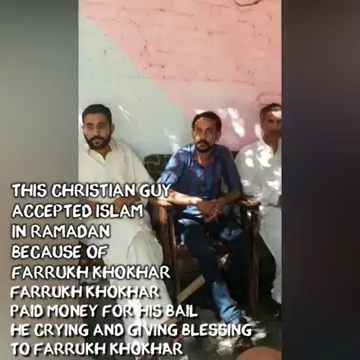 THIS CHRISTIAN GUY
ACCEPTED ISLAM
IN RAMADAN
BECAUSE OF
FARRUKH KHOKHAR
FARRUKH KHOKHAR
PAID MONEY FOR HIS BAIL
HE CRYING AND GIVING BLESSING
TO FARRUKH KHOKHAR